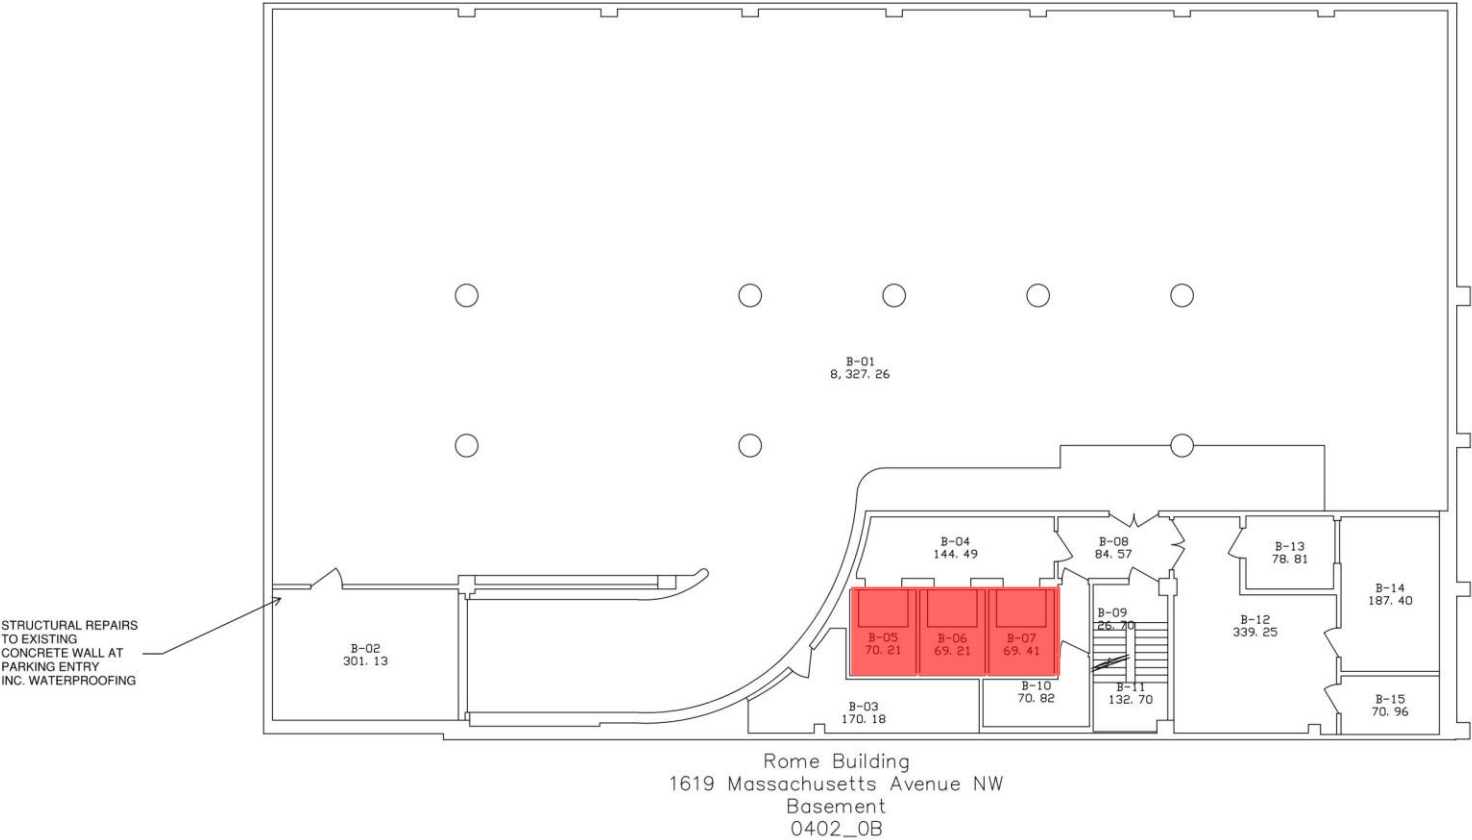 B-01
8,327.26
B-04
144.49
B-08
84.57
B-13
78.81
B-14
187.40
B-09
26.70
B-12
339.25
STRUCTURAL REPAIRS
TO EXISTING
CONCRETE WALL AT
PARKING ENTRY
INC. WATERPROOFING
B-02
301.13
B-05
70.21
B-06
69.21
B-07
69.41
B-10
70.82
B-11
132.70
B-15
70.96
B-03
170.18
Rome Building
1619 Massachusetts Avenue NW
Basement
0402_0B